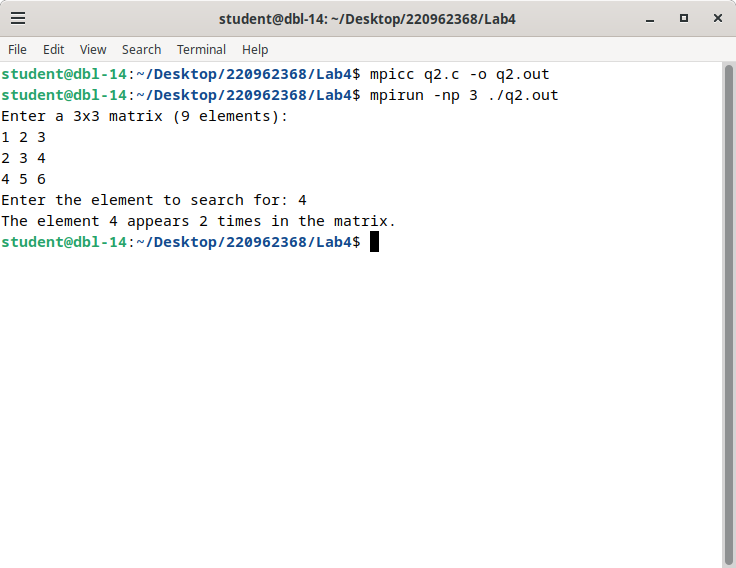 student@dbl-14: ~/Desktop/220962368/Lab4
File Edit View Search Terminal Help
student@dbl-14:~/Desktop/220962368/Lab4$ mpicc q2.c -o q2.out
student@dbl-14:~/Desktop/220962368/Lab4$ mpirun -np 3 ./q2.out
Enter a 3x3 matrix (9 elements):
1 2 3
2 3 4
4 5 6
Enter the element to search for: 4
The element 4 appears 2 times in the matrix.
student@dbl-14:~/Desktop/220962368/Lab4$